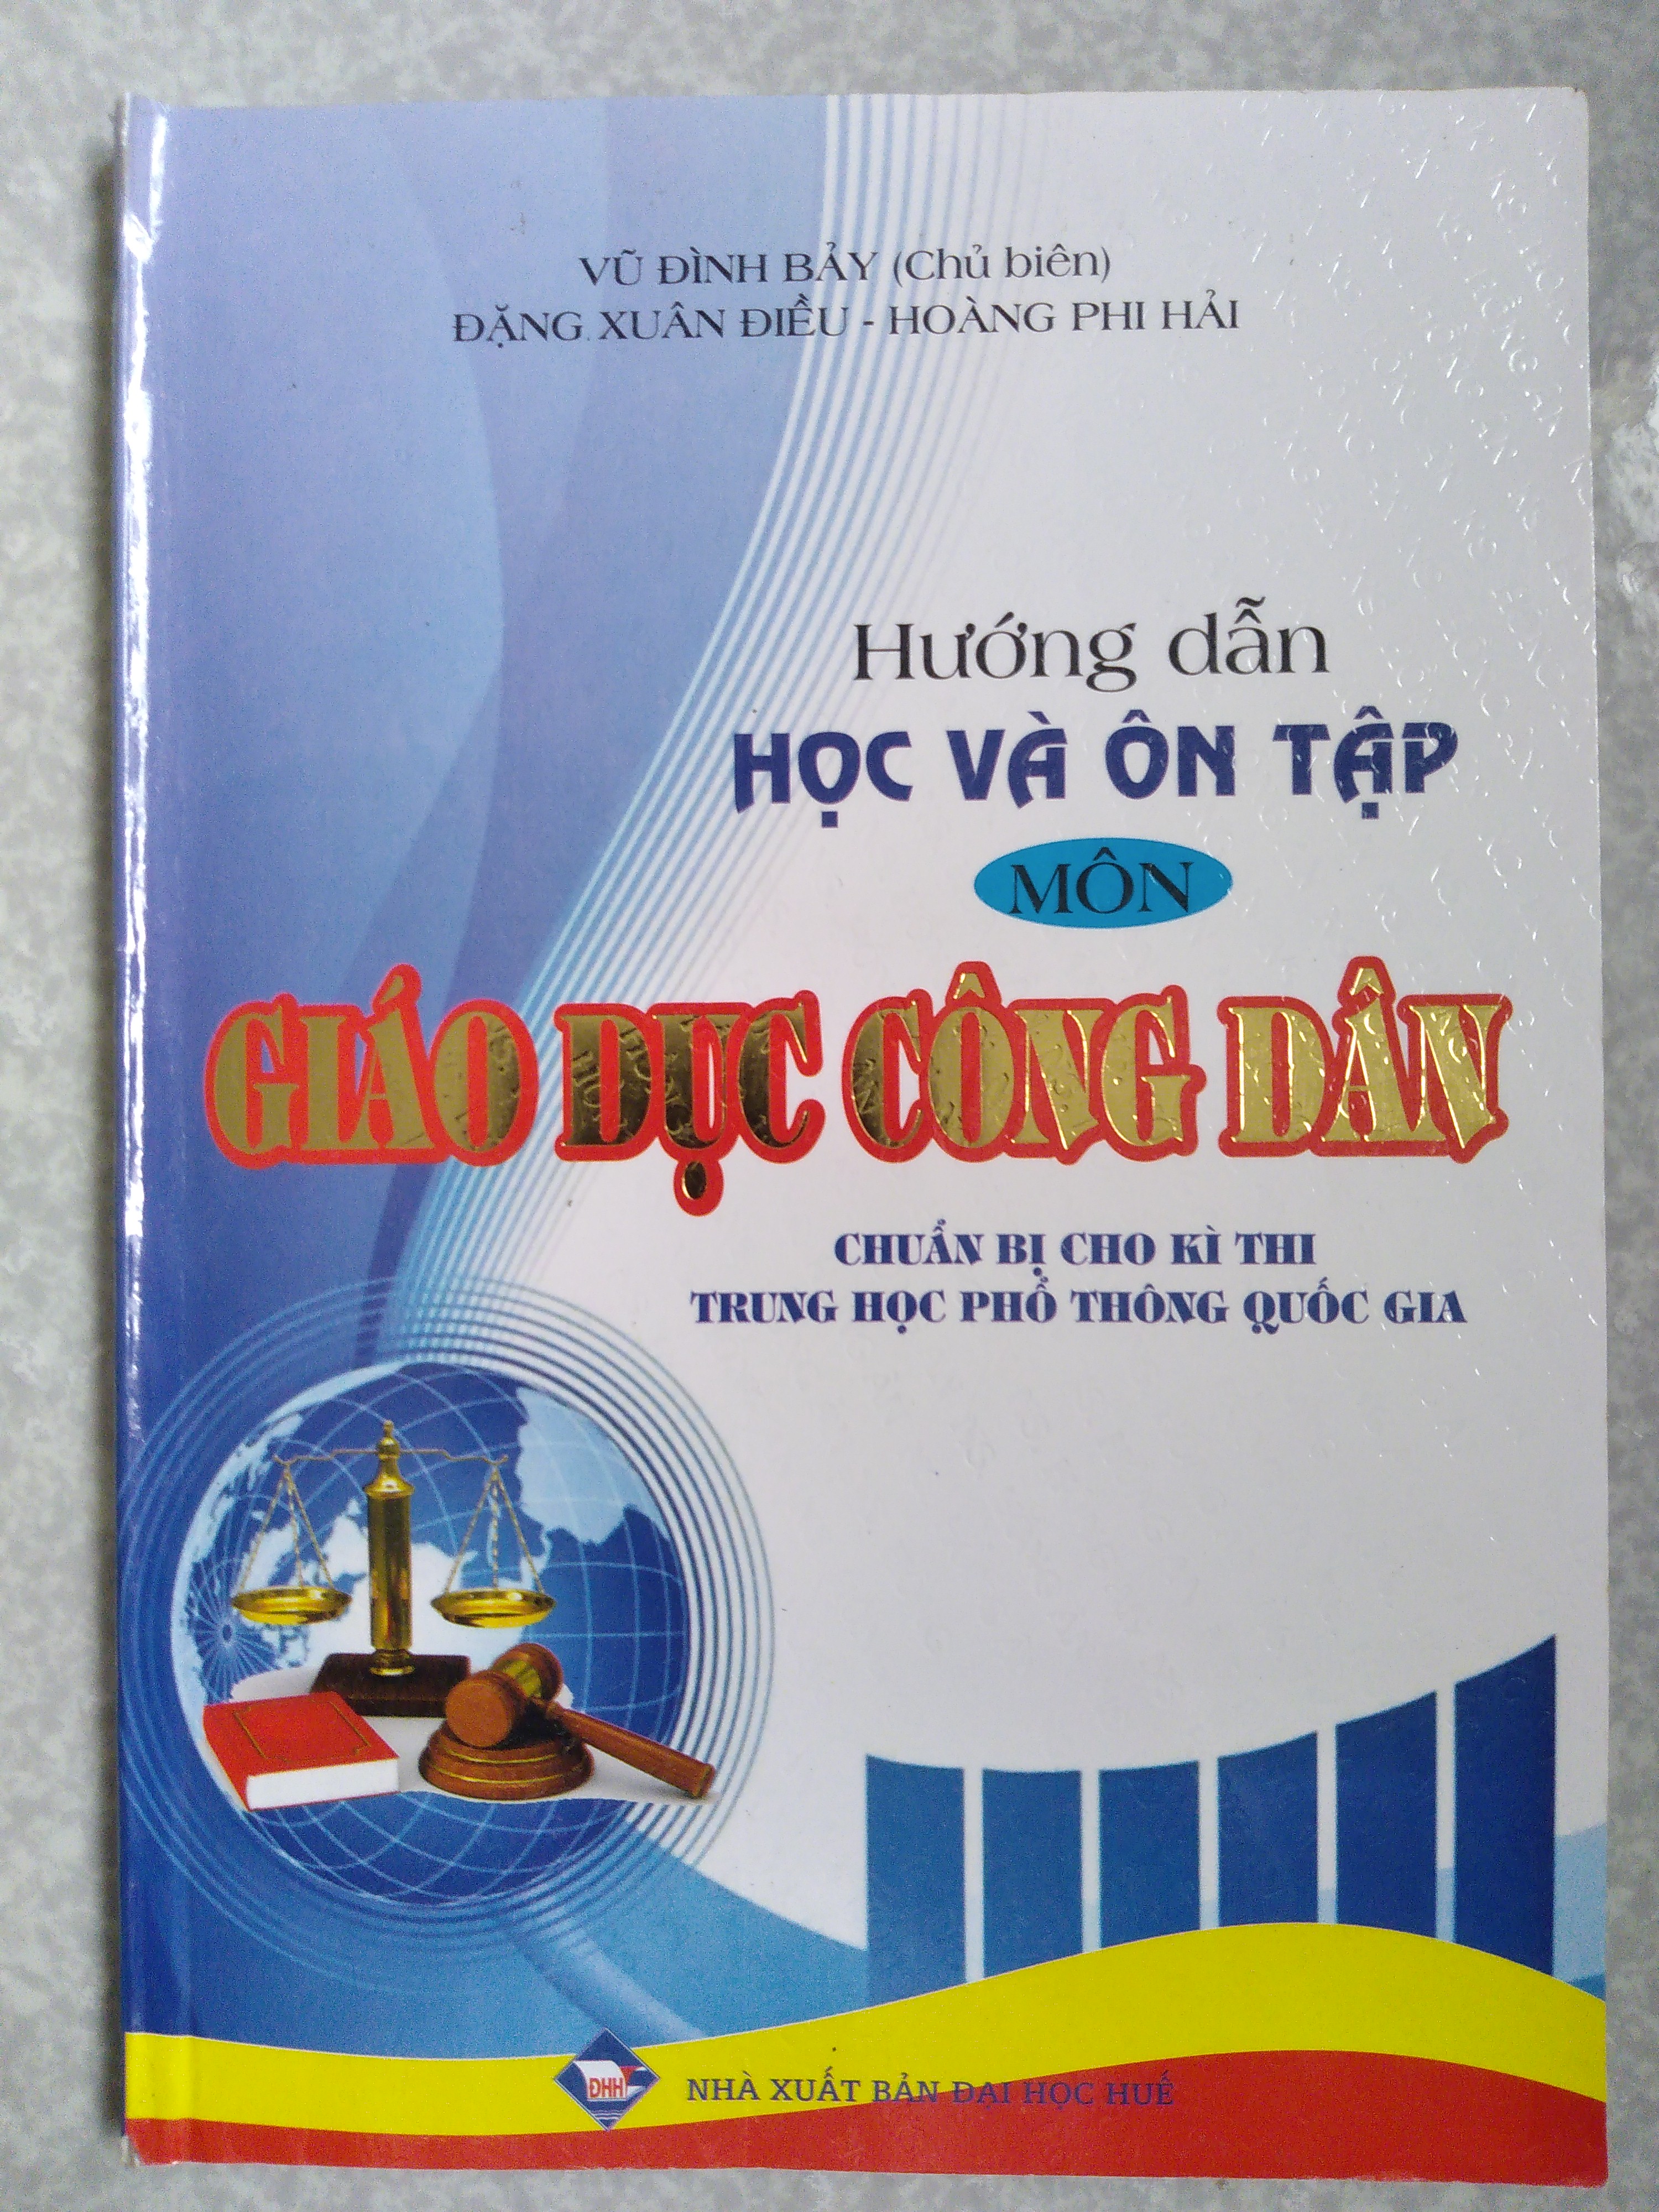 VŨ ĐÌNH BẢY (Chủ biên)
ĐẶNG XUÂN ĐIỀU - HOÀNG PHI HẢI
Hướng dẫn
HỌC VÀ ÔN TẬP
MÔN
GIÁO DỤC CÔNG DÂN
CHUẨN BỊ CHO KÌ THI
TRUNG HỌC PHỔ THÔNG QUỐC GIA
ĐHH
NHÀ XUẤT BẢN ĐẠI HỌC HUẾ